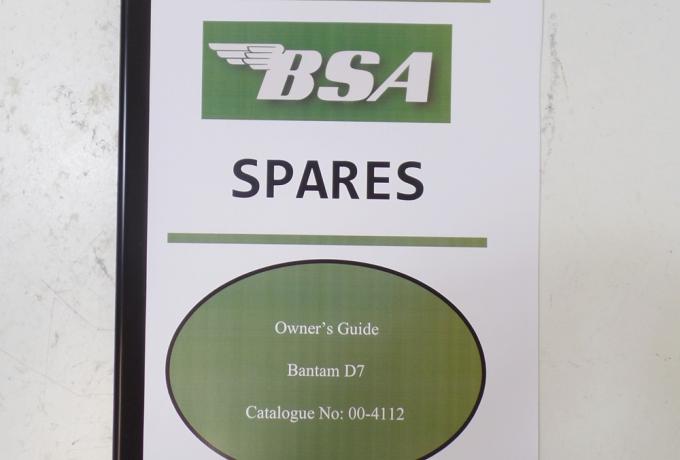 BSA
SPARES
Owner's Guide
Bantam D7
Catalogue No: 00-4112